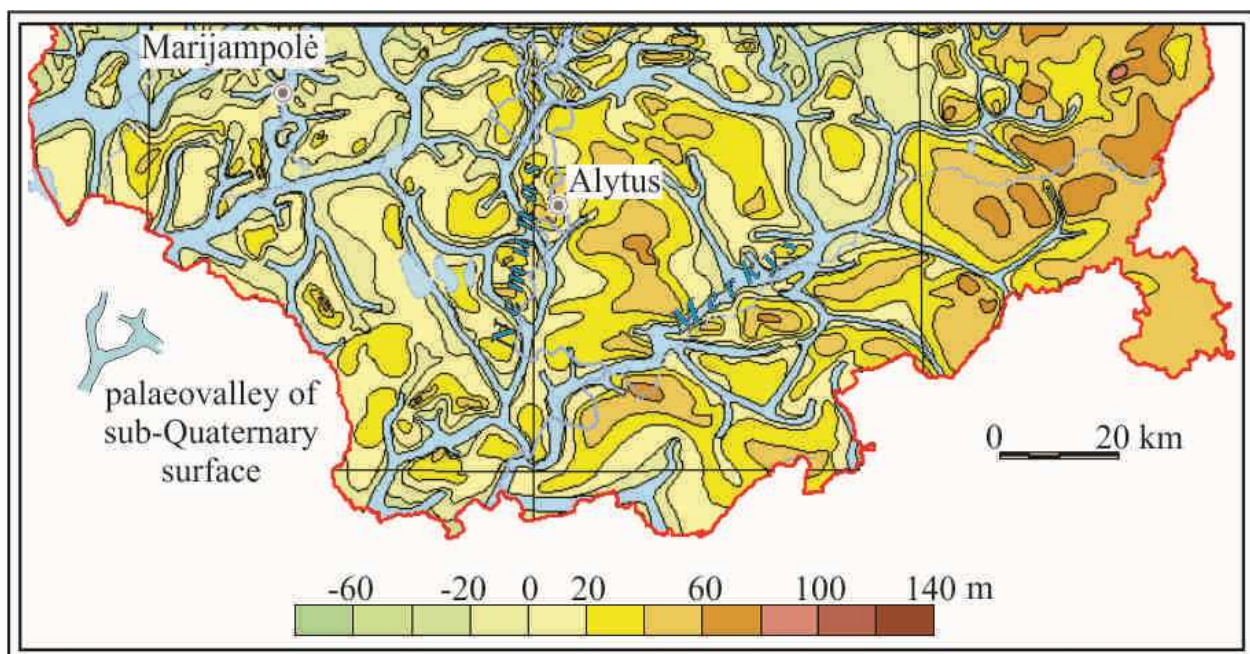 Marijampolė
Alytus
Nemunas
Merkys
palaeovalley of
sub-Quaternary
surface
0 20 km
-60 -20 0 20 60 100 140 m